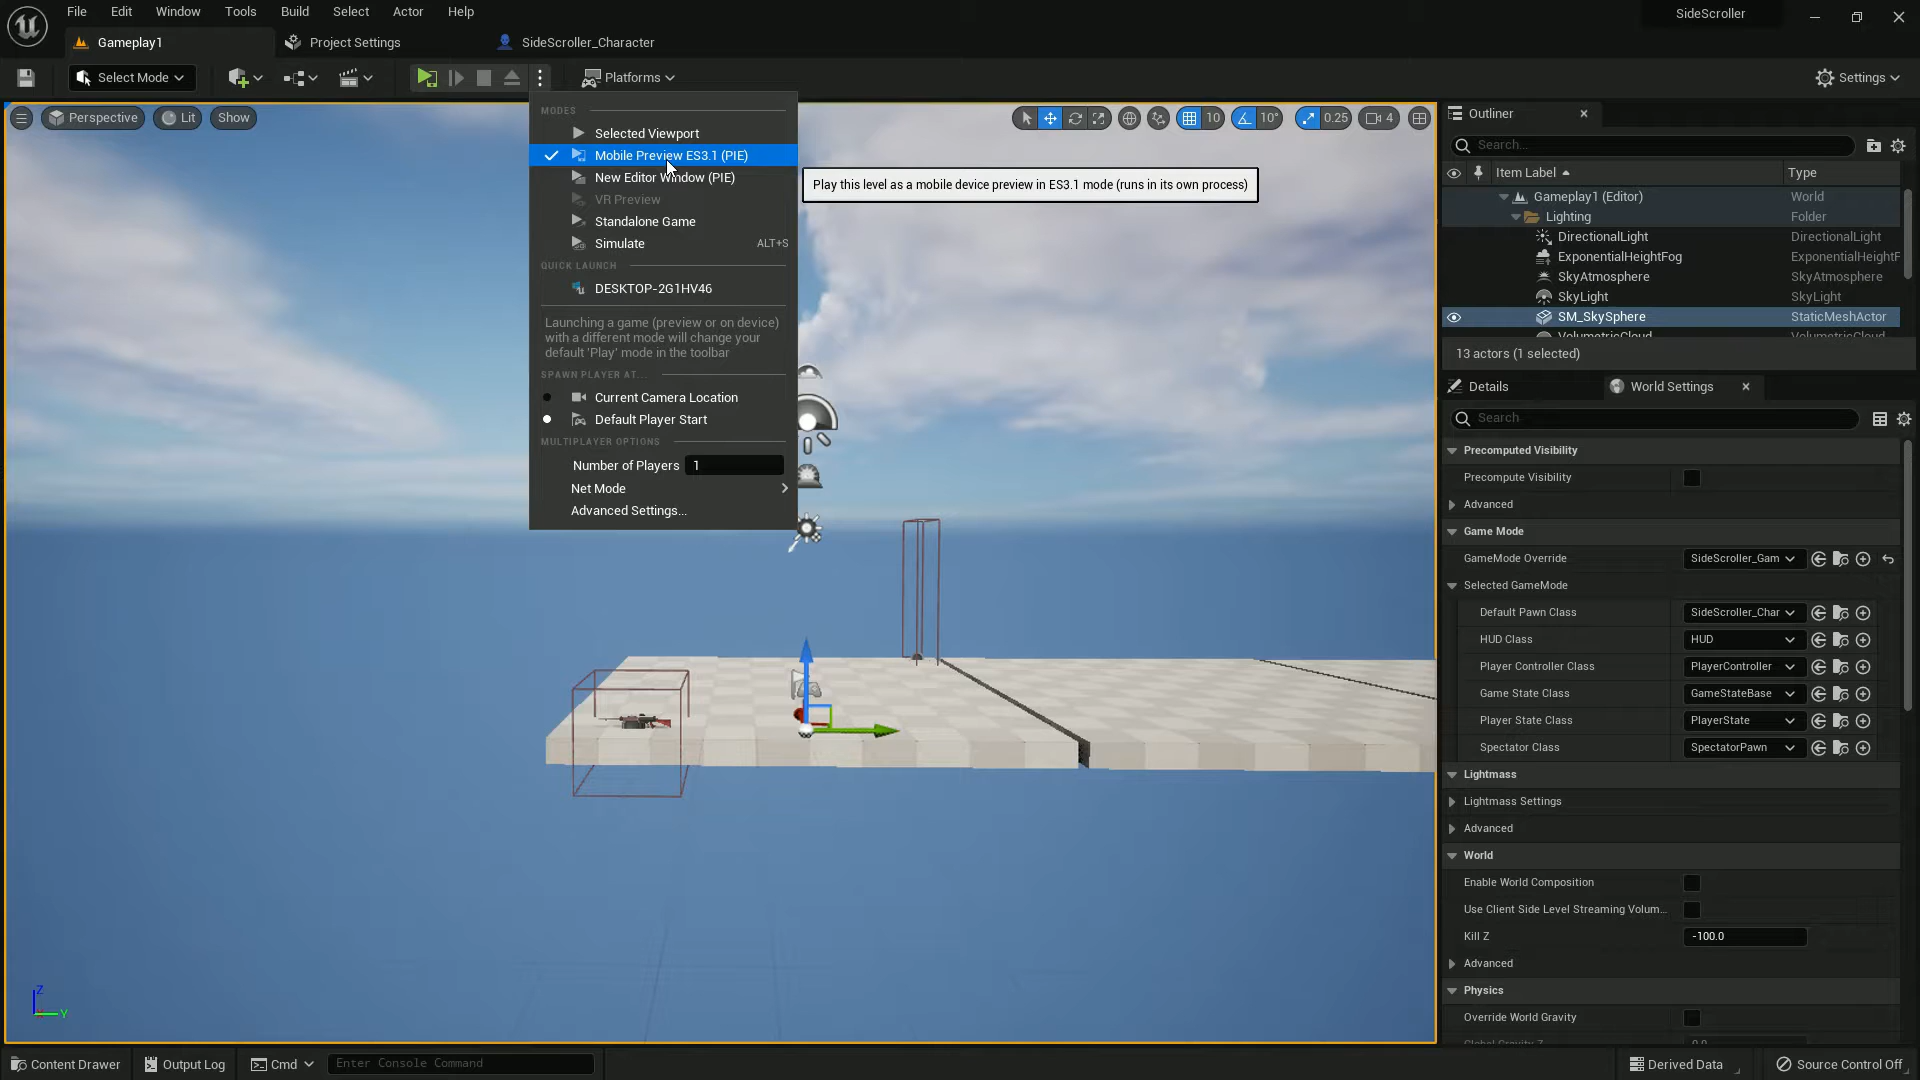 File Edit Window Tools Build Select Actor Help
SideScroller
Gameplay1
Project Settings
SideScroller_Character
Select Mode
Platforms
Settings
Perspective
Lit
Show
10
10°
0.25
4
MODES
Selected Viewport
Mobile Preview ES3.1 (PIE)
New Editor Window (PIE)
VR Preview
Standalone Game
Simulate ALT+S
QUICK LAUNCH
DESKTOP-2G1HV46
Launching a game (preview or on device)
with a different mode will change your
default 'Play' mode in the toolbar
SPAWN PLAYER AT...
Current Camera Location
Default Player Start
MULTIPLAYER OPTIONS
Number of Players 1
Net Mode
Advanced Settings...
Play this level as a mobile device preview in ES3.1 mode (runs in its own process)
Z
Y
Outliner
Search...
Item Label Type
Gameplay1 (Editor) World
Lighting Folder
DirectionalLight DirectionalLight
ExponentialHeightFog ExponentialHeightF
SkyAtmosphere SkyAtmosphere
SkyLight SkyLight
SM_SkySphere StaticMeshActor
VolumetricCloud VolumetricCloud
13 actors (1 selected)
Details
World Settings
Search
Precomputed Visibility
Precompute Visibility
Advanced
Game Mode
GameMode Override SideScroller_Gam
Selected GameMode
Default Pawn Class SideScroller_Char
HUD Class HUD
Player Controller Class PlayerController
Game State Class GameStateBase
Player State Class PlayerState
Spectator Class SpectatorPawn
Lightmass
Lightmass Settings
Advanced
World
Enable World Composition
Use Client Side Level Streaming Volum...
Kill Z -100.0
Advanced
Physics
Override World Gravity
Global Gravity Z 0.0
Content Drawer
Output Log
Cmd
Enter Console Command
Derived Data
Source Control Off